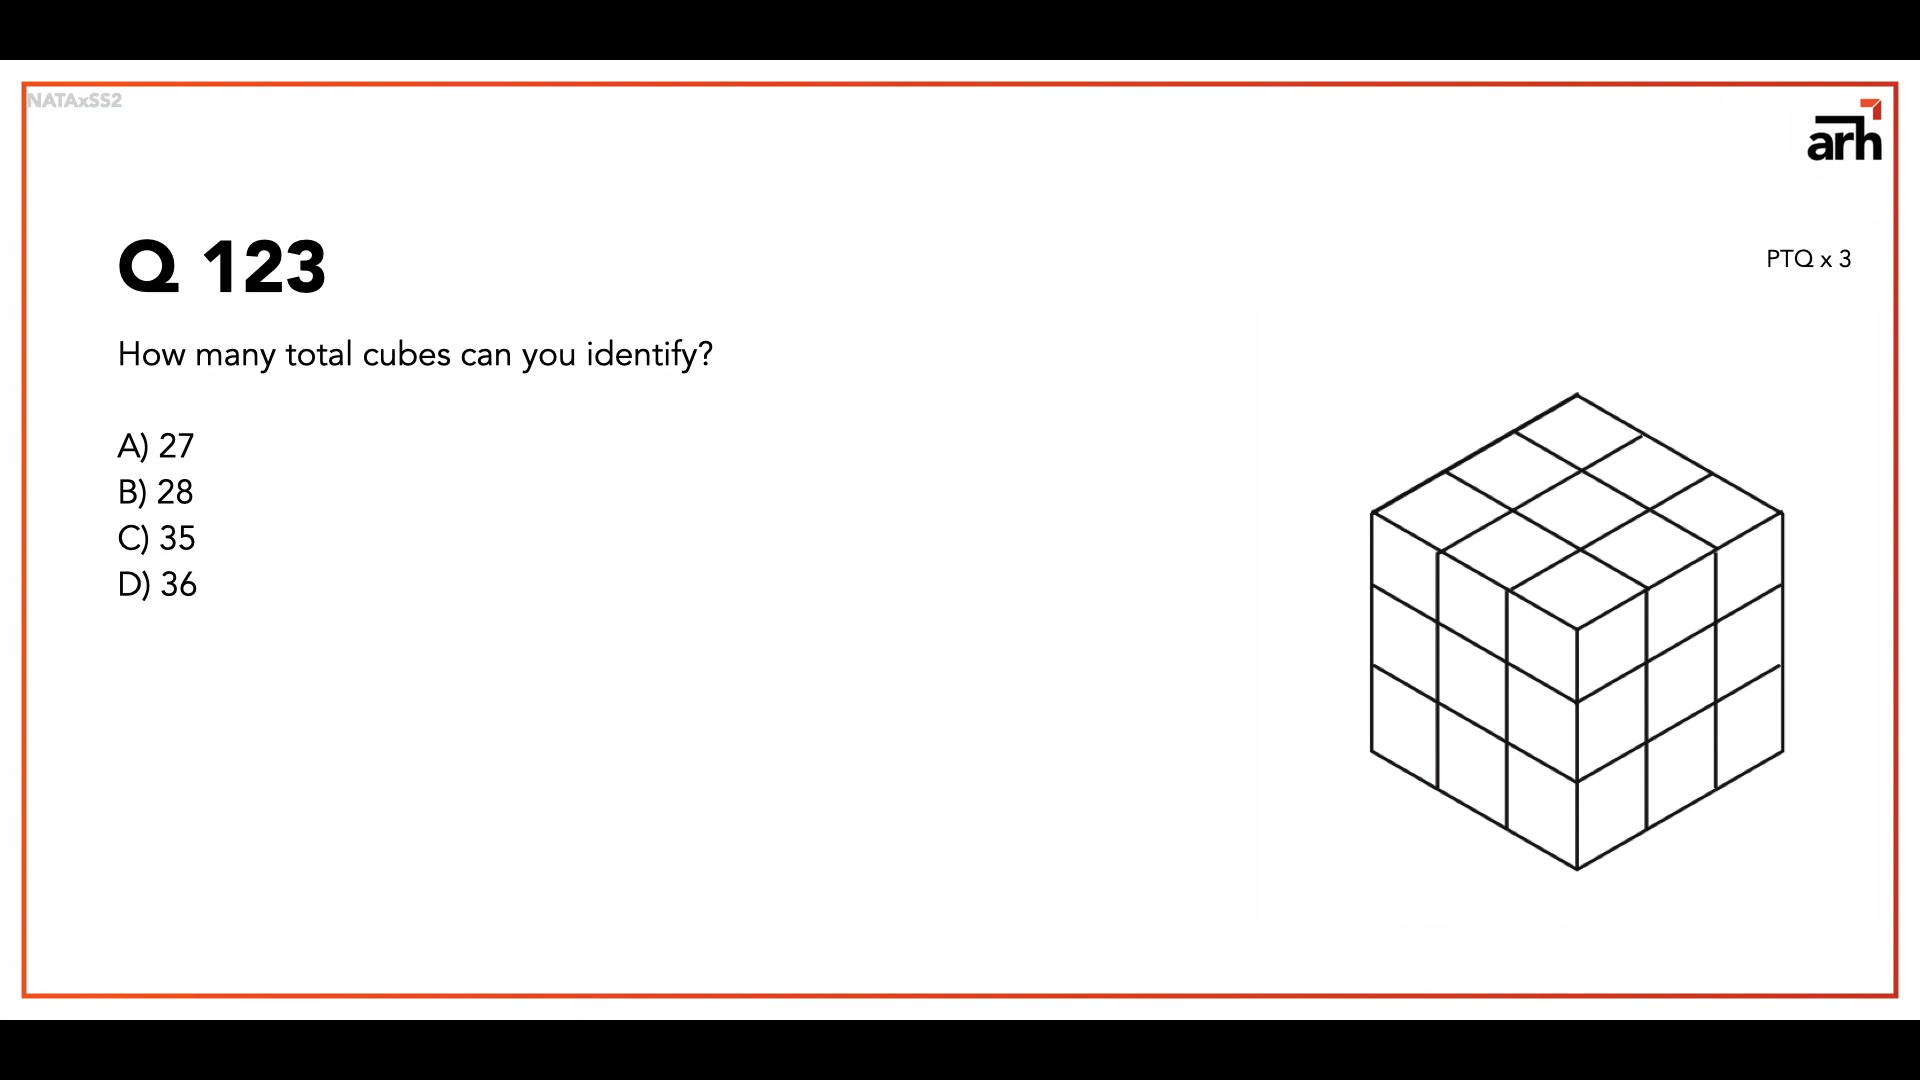 NATAxSS2
arh
Q 123
PTQ x 3
How many total cubes can you identify?
A) 27
B) 28
C) 35
D) 36